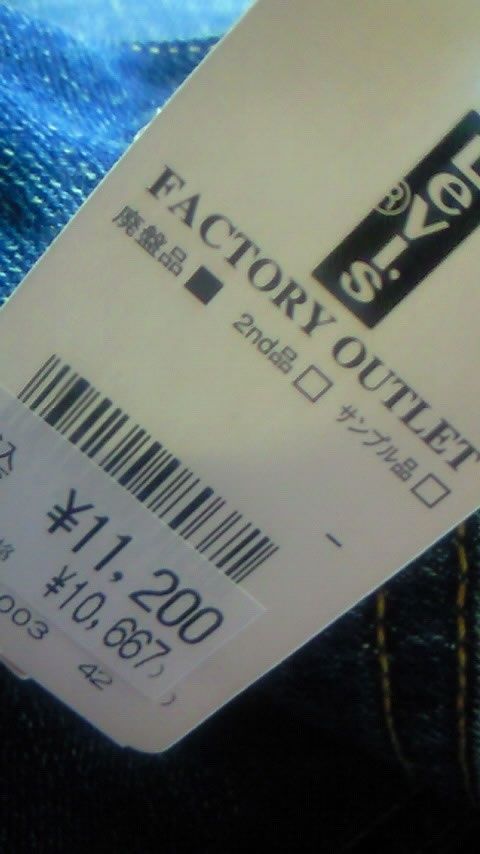 Levi's®
FACTORY OUTLET
廃盤品 ■ 2nd品 □ サンプル品 □
¥11,200
¥10,667)
003 42